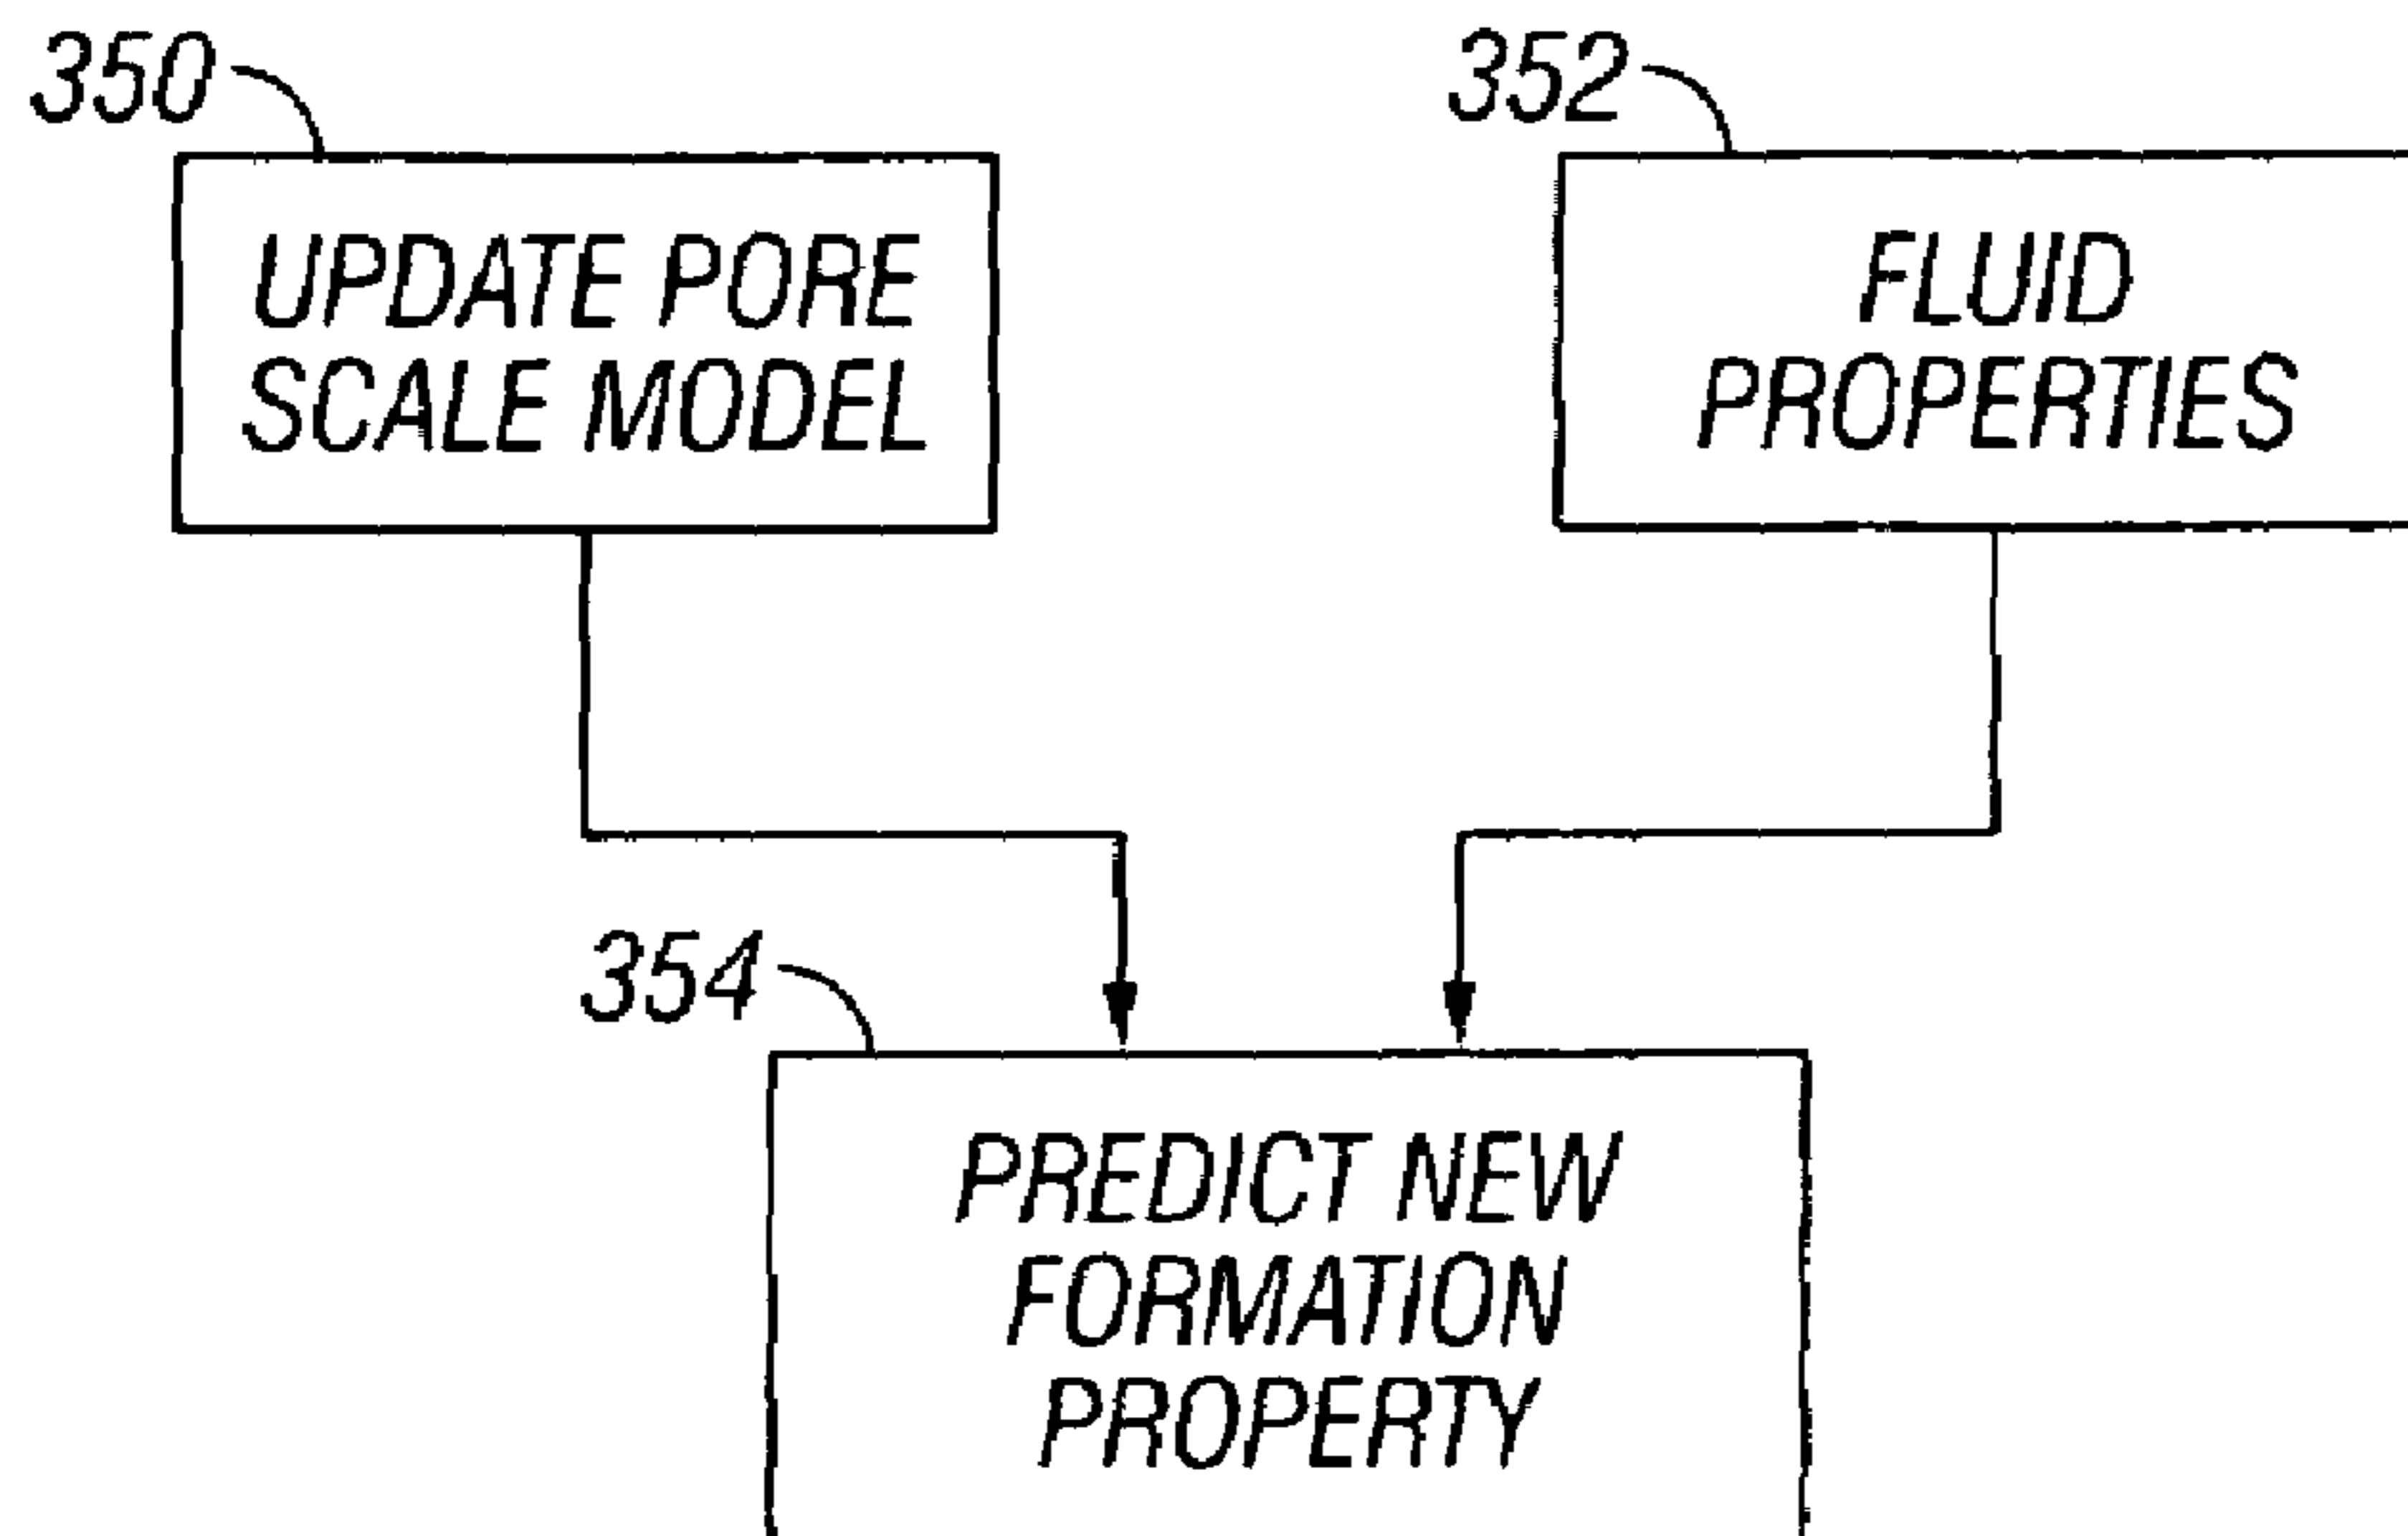 350
UPDATE PORE
SCALE MODEL
352
FLUID
PROPERTIES
354
PREDICT NEW
FORMATION
PROPERTY